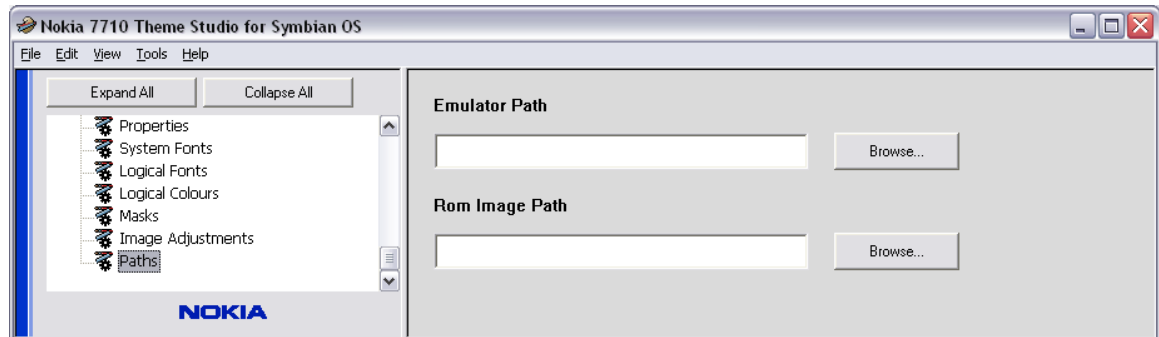 Nokia 7710 Theme Studio for Symbian OS
File Edit View Tools Help
Expand All Collapse All
Properties
System Fonts
Logical Fonts
Logical Colours
Masks
Image Adjustments
Paths
NOKIA
Emulator Path
Browse...
Rom Image Path
Browse...